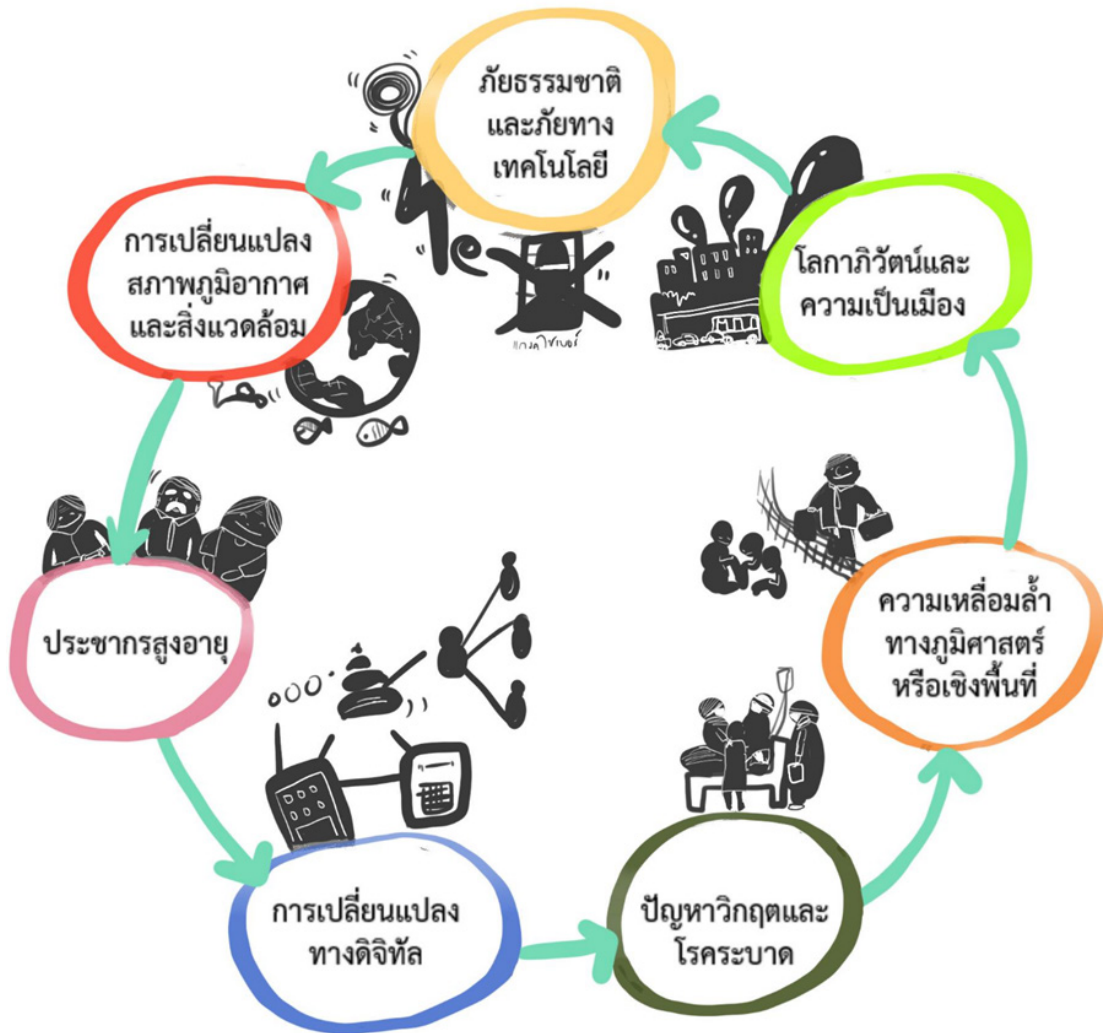 ภัยธรรมชาติ
และภัยทาง
เทคโนโลยี
การเปลี่ยนแปลง
สภาพภูมิอากาศ
และสิ่งแวดล้อม
โลกาภิวัตน์และ
ความเป็นเมือง
ประชากรสูงอายุ
ความเหลื่อมล้ำ
ทางภูมิศาสตร์
หรือเชิงพื้นที่
การเปลี่ยนแปลง
ทางดิจิทัล
ปัญหาวิกฤตและ
โรคระบาด